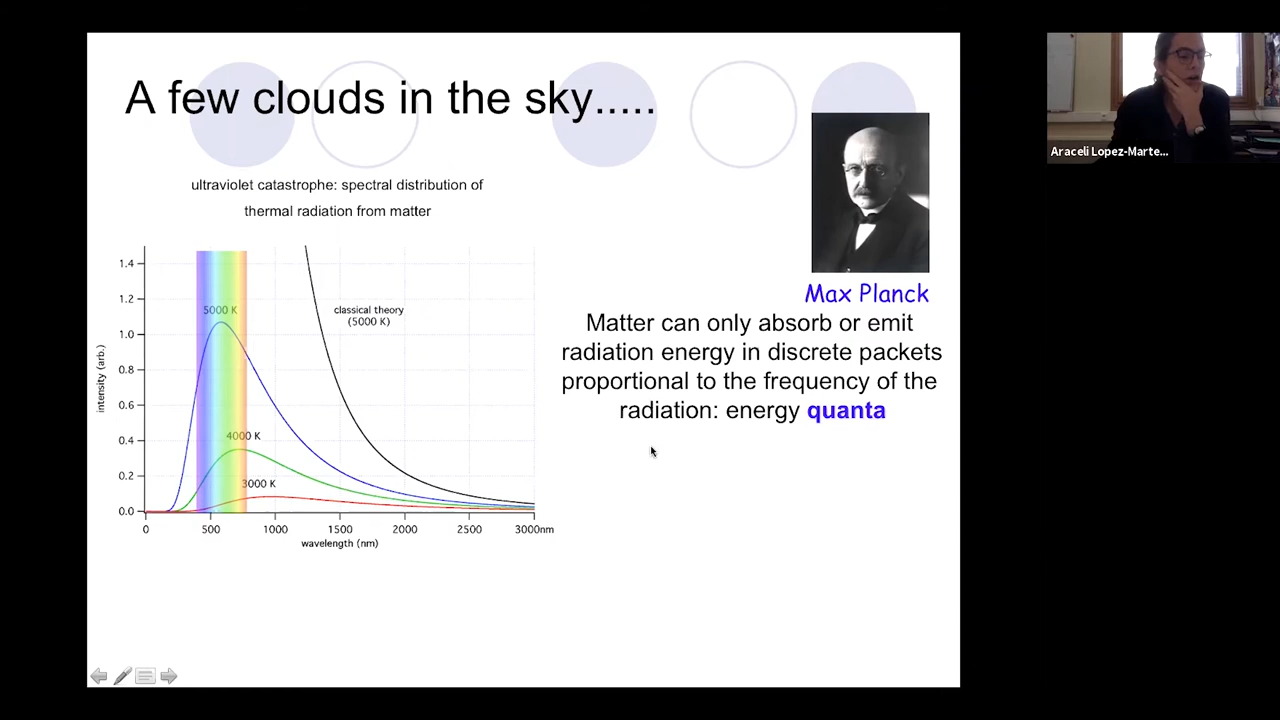 A few clouds in the sky.....
ultraviolet catastrophe: spectral distribution of
thermal radiation from matter
1.4
1.2
1.0
0.8
0.6
0.4
0.2
0.0
intensity (arb.)
5000 K
4000 K
3000 K
classical theory
(5000 K)
0
500
1000
1500
2000
2500
3000nm
wavelength (nm)
Max Planck
Matter can only absorb or emit
radiation energy in discrete packets
proportional to the frequency of the
radiation: energy quanta
Araceli Lopez-Marte...